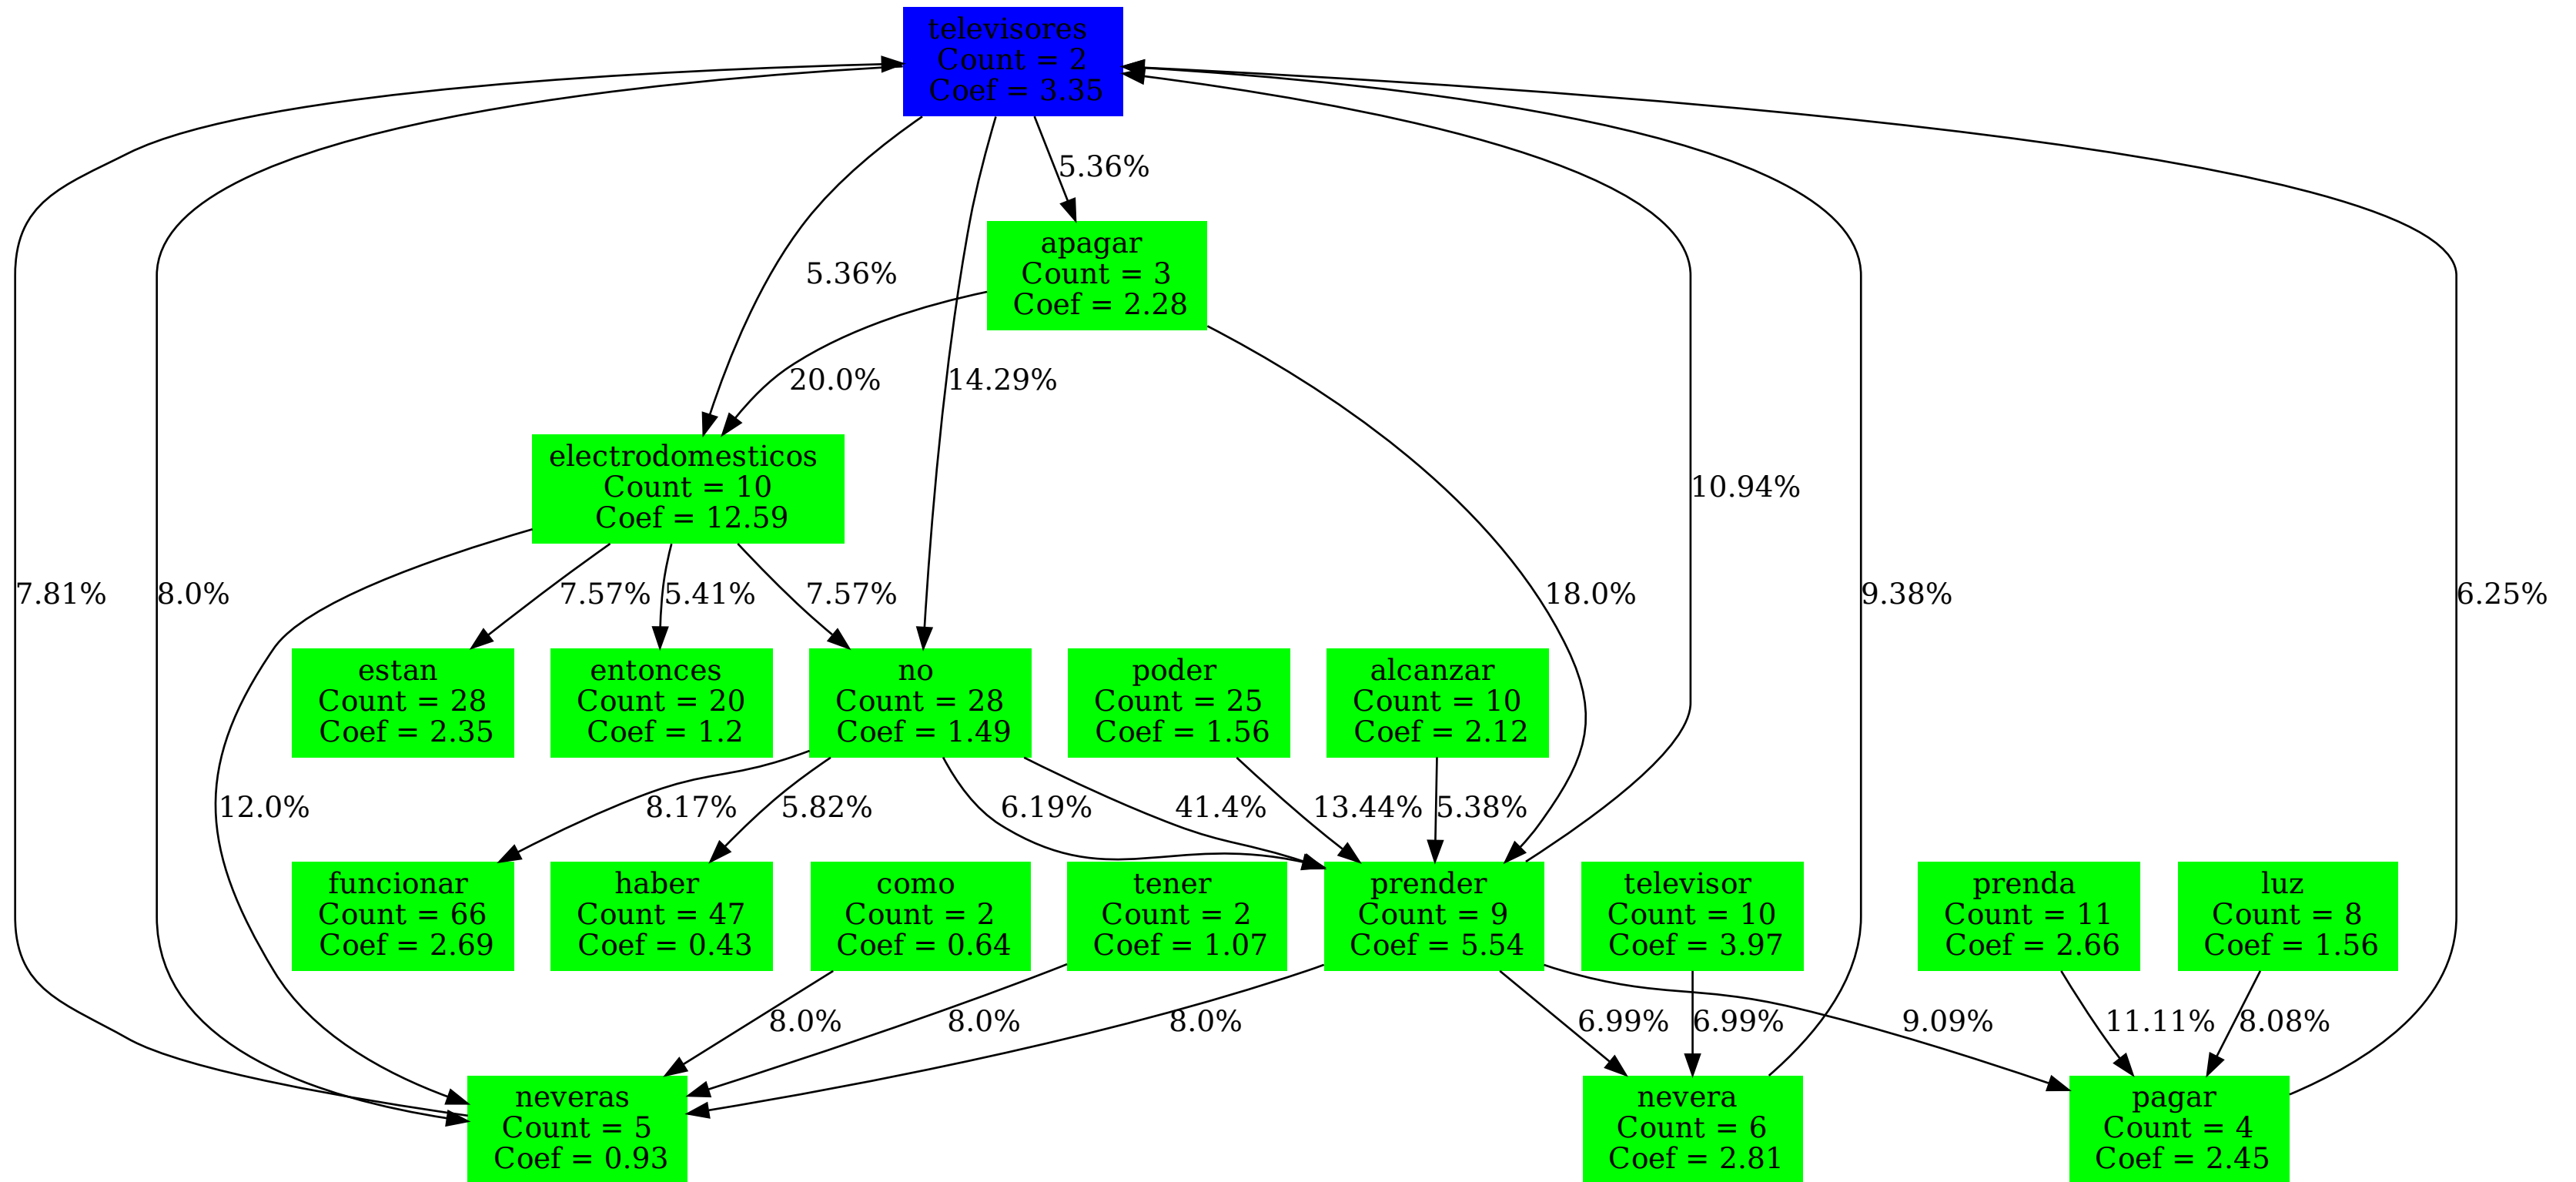 televisores
Count = 2
Coef = 3.35
5.36%
apagar
Count = 3
Coef = 2.28
5.36%
20.0%
14.29%
electrodomesticos
Count = 10
Coef = 12.59
10.94%
7.81%
8.0%
7.57%
5.41%
7.57%
18.0%
9.38%
6.25%
estan
Count = 28
Coef = 2.35
entonces
Count = 20
Coef = 1.2
no
Count = 28
Coef = 1.49
poder
Count = 25
Coef = 1.56
alcanzar
Count = 10
Coef = 2.12
12.0%
8.17%
5.82%
6.19%
41.4%
13.44%
5.38%
funcionar
Count = 66
Coef = 2.69
haber
Count = 47
Coef = 0.43
como
Count = 2
Coef = 0.64
tener
Count = 2
Coef = 1.07
prender
Count = 9
Coef = 5.54
televisor
Count = 10
Coef = 3.97
prenda
Count = 11
Coef = 2.66
luz
Count = 8
Coef = 1.56
8.0%
8.0%
8.0%
6.99%
6.99%
9.09%
11.11%
8.08%
neveras
Count = 5
Coef = 0.93
nevera
Count = 6
Coef = 2.81
pagar
Count = 4
Coef = 2.45